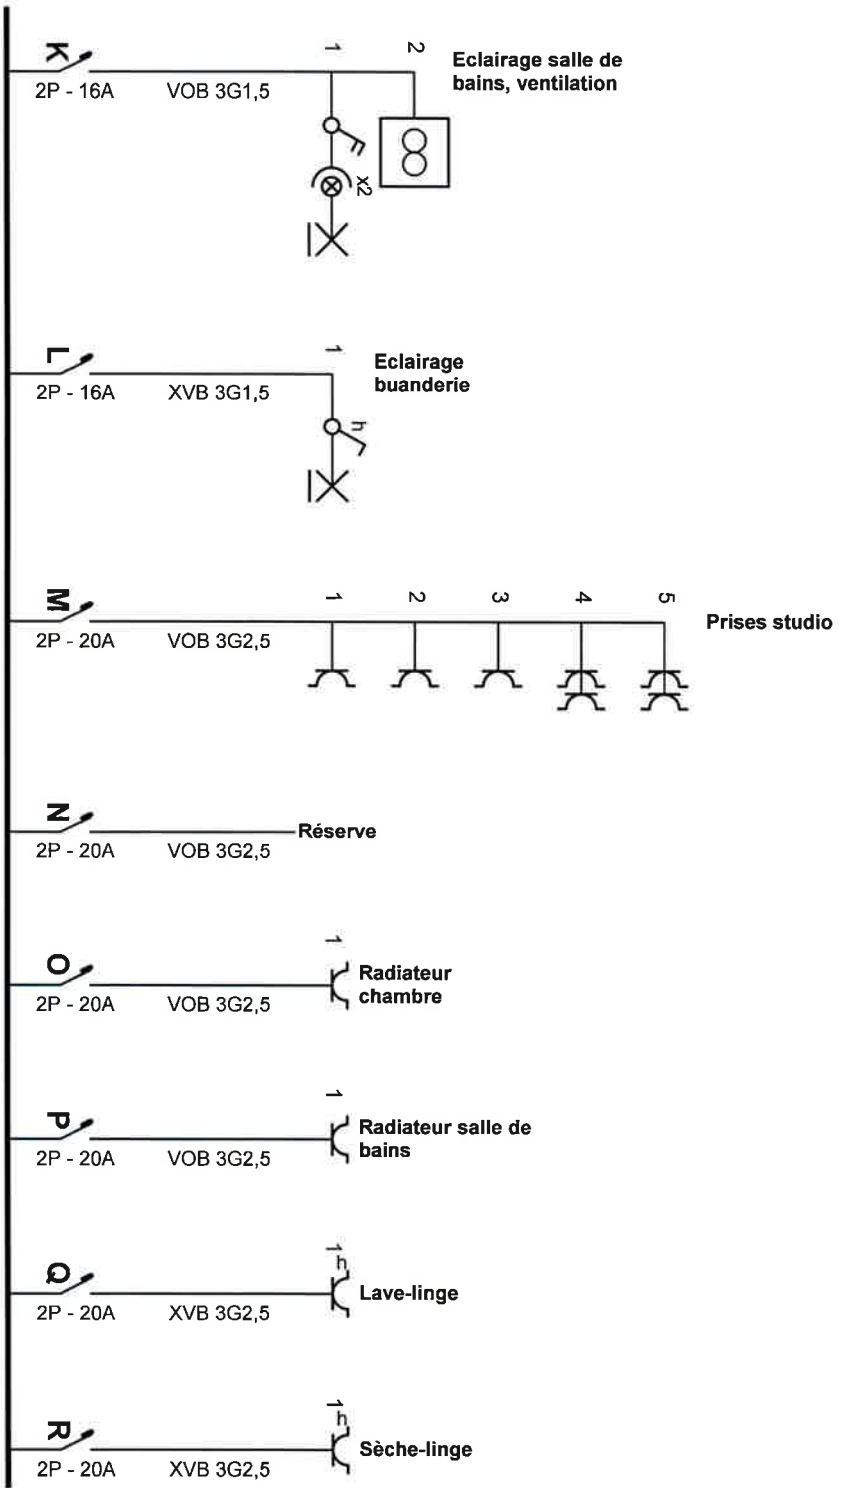 K
1
2
Eclairage salle de
bains, ventilation
2P - 16A
VOB 3G1,5
x2
L
1
Eclairage
buanderie
2P - 16A
XVB 3G1,5
h
M
1
2
3
4
5
Prises studio
2P - 20A
VOB 3G2,5
N
Réserve
2P - 20A
VOB 3G2,5
O
1
Radiateur
chambre
2P - 20A
VOB 3G2,5
P
1
Radiateur salle de
bains
2P - 20A
VOB 3G2,5
Q
1
h
Lave-linge
2P - 20A
XVB 3G2,5
R
1
h
Sèche-linge
2P - 20A
XVB 3G2,5